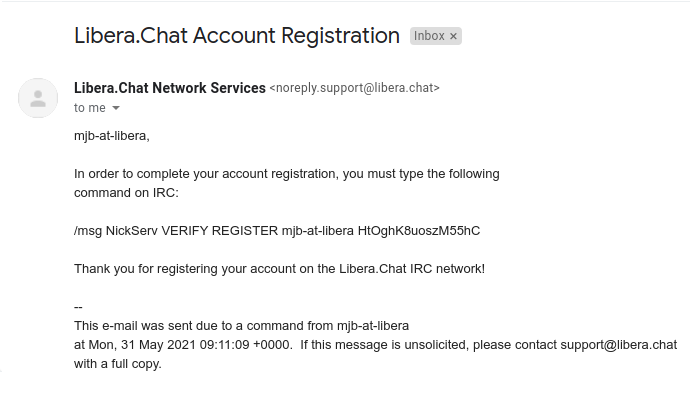 Libera.Chat Account Registration Inbox ×
Libera.Chat Network Services <noreply.support@libera.chat>
to me
mjb-at-libera,
In order to complete your account registration, you must type the following
command on IRC:
/msg NickServ VERIFY REGISTER mjb-at-libera HtOghK8uoszM55hC
Thank you for registering your account on the Libera.Chat IRC network!
--
This e-mail was sent due to a command from mjb-at-libera
at Mon, 31 May 2021 09:11:09 +0000.  If this message is unsolicited, please contact support@libera.chat
with a full copy.